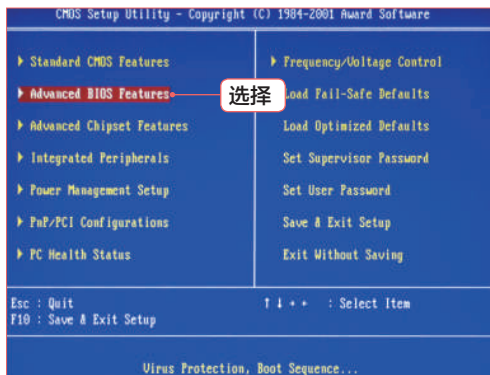 CMOS Setup Utility - Copyright (C) 1984-2001 Award Software
▶ Standard CMOS Features
▶ Advanced BIOS Features
选择
▶ Advanced Chipset Features
▶ Integrated Peripherals
▶ Power Management Setup
▶ PnP/PCI Configurations
▶ PC Health Status
▶ Frequency/Voltage Control
Load Fail-Safe Defaults
Load Optimized Defaults
Set Supervisor Password
Set User Password
Save & Exit Setup
Exit Without Saving
Esc : Quit
F10 : Save & Exit Setup
↑ ↓ ← → : Select Item
Virus Protection, Boot Sequence...